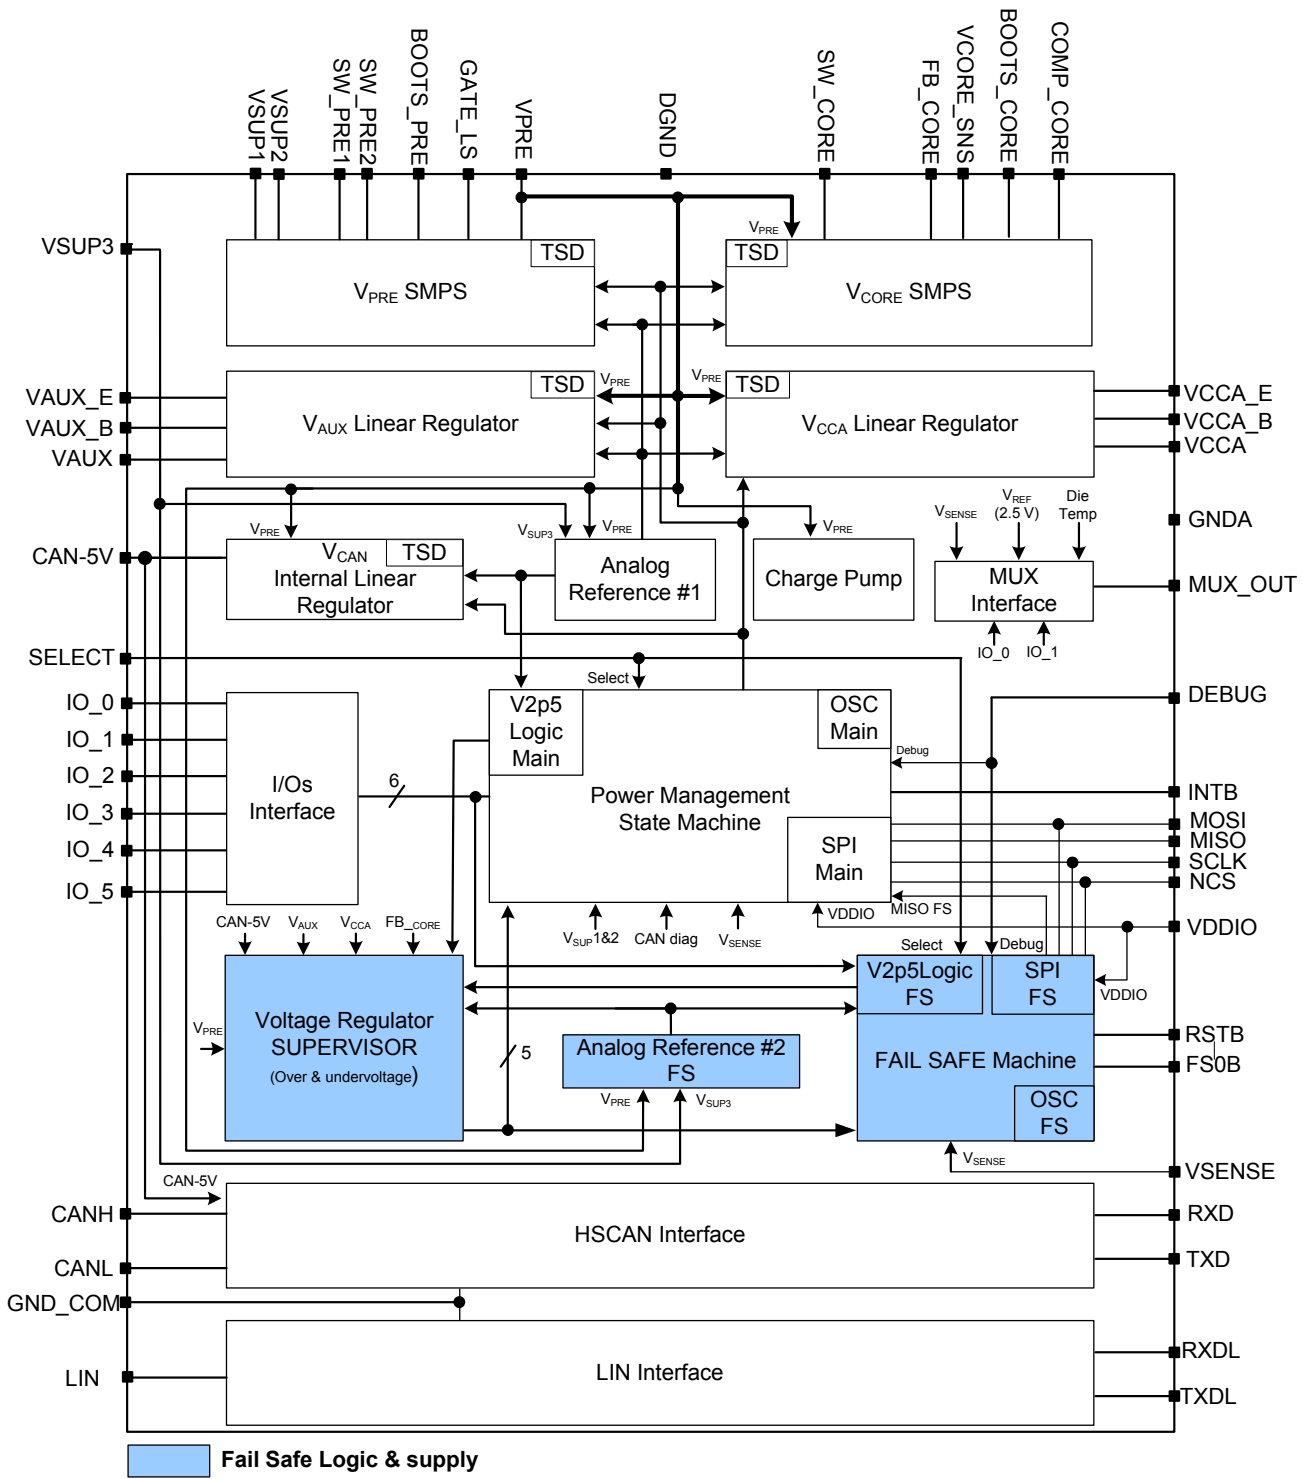 VSUP1
VSUP2
SW_PRE1
SW_PRE2
BOOTS_PRE
GATE_LS
VPRE
DGND
SW_CORE
FB_CORE
VCORE_SNS
BOOTS_CORE
COMP_CORE
VSUP3
TSD
VPRE SMPS
VPRE
TSD
VCORE SMPS
VAUX_E
VAUX_B
VAUX
TSD
VAUX Linear Regulator
VPRE
VPRE
TSD
VCCA Linear Regulator
VCCA_E
VCCA_B
VCCA
VSENSE
VREF
(2.5 V)
Die
Temp
GNDA
CAN-5V
VPRE
VCAN
TSD
Internal Linear
Regulator
VSUP3
VPRE
Analog
Reference #1
VPRE
Charge Pump
MUX
Interface
IO_0
IO_1
MUX_OUT
SELECT
Select
IO_0
IO_1
IO_2
IO_3
IO_4
IO_5
I/Os
Interface
6
V2p5
Logic
Main
OSC
Main
Power Management
State Machine
SPI
Main
Debug
DEBUG
INTB
MOSI
MISO
SCLK
NCS
VDDIO
MISO FS
VDDIO
VSUP1&2
CAN diag
VSENSE
CAN-5V
VAUX
VCCA
FB_CORE
Select
Debug
VDDIO
VPRE
Voltage Regulator
SUPERVISOR
(Over & undervoltage)
5
Analog Reference #2
FS
VPRE
VSUP3
V2p5Logic
FS
SPI
FS
FAIL SAFE Machine
OSC
FS
RSTB
FS0B
VSENSE
VSENSE
CAN-5V
CANH
CANL
HSCAN Interface
RXD
TXD
GND_COM
LIN
LIN Interface
RXDL
TXDL
Fail Safe Logic & supply